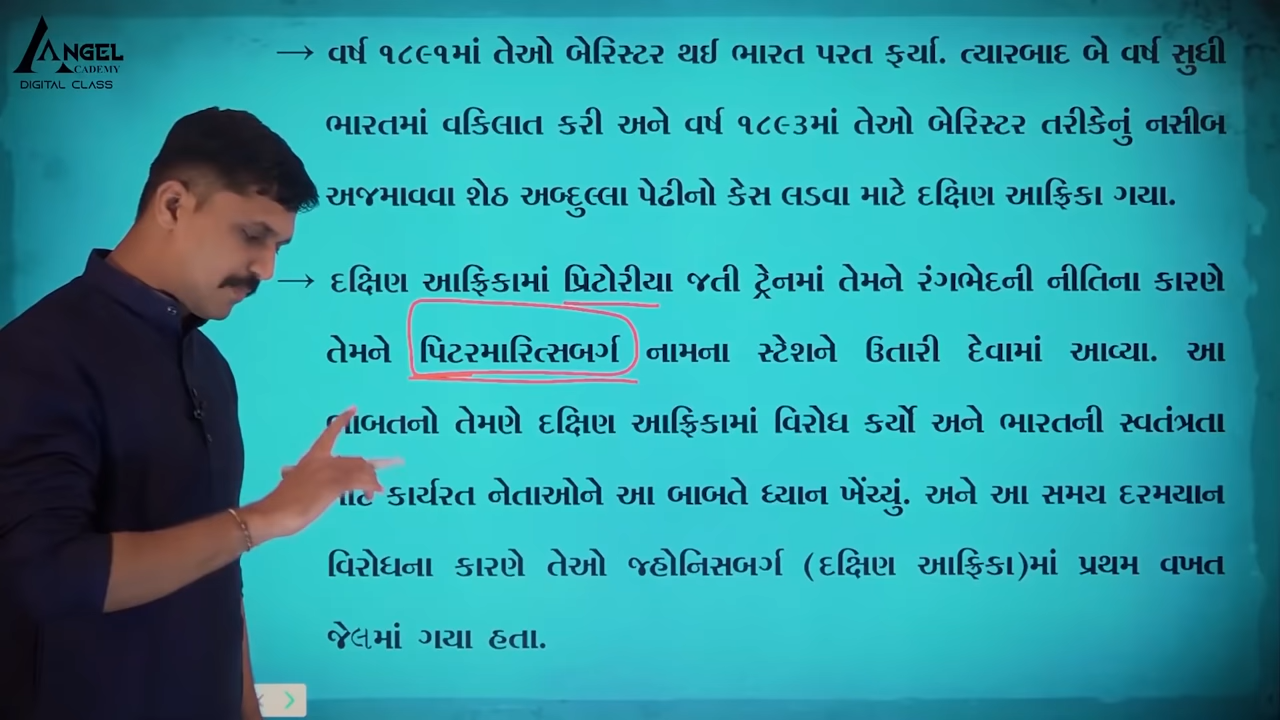 ANGEL
ACADEMY
DIGITAL CLASS
→ વર્ષ ૧૮૯૧માં તેઓ બેરિસ્ટર થઈ ભારત પરત ફર્યા. ત્યારબાદ બે વર્ષ સુધી
ભારતમાં વકિલાત કરી અને વર્ષ ૧૮૯૩માં તેઓ બેરિસ્ટર તરીકેનું નસીબ
અજમાવવા શેઠ અબ્દુલ્લા પેઢીનો કેસ લડવા માટે દક્ષિણ આફ્રિકા ગયા.
→ દક્ષિણ આફ્રિકામાં પ્રિટોરીયા જતી ટ્રેનમાં તેમને રંગભેદની નીતિના કારણે
તેમને પિટરમારિત્સબર્ગ નામના સ્ટેશને ઉતારી દેવામાં આવ્યા. આ
બાબતનો તેમણે દક્ષિણ આફ્રિકામાં વિરોધ કર્યો અને ભારતની સ્વતંત્રતા
કાર્યરત નેતાઓને આ બાબતે ધ્યાન ખેંચ્યું. અને આ સમય દરમયાન
વિરોધના કારણે તેઓ જ્હોનિસબર્ગ (દક્ષિણ આફ્રિકા)માં પ્રથમ વખત
જેલમાં ગયા હતા.